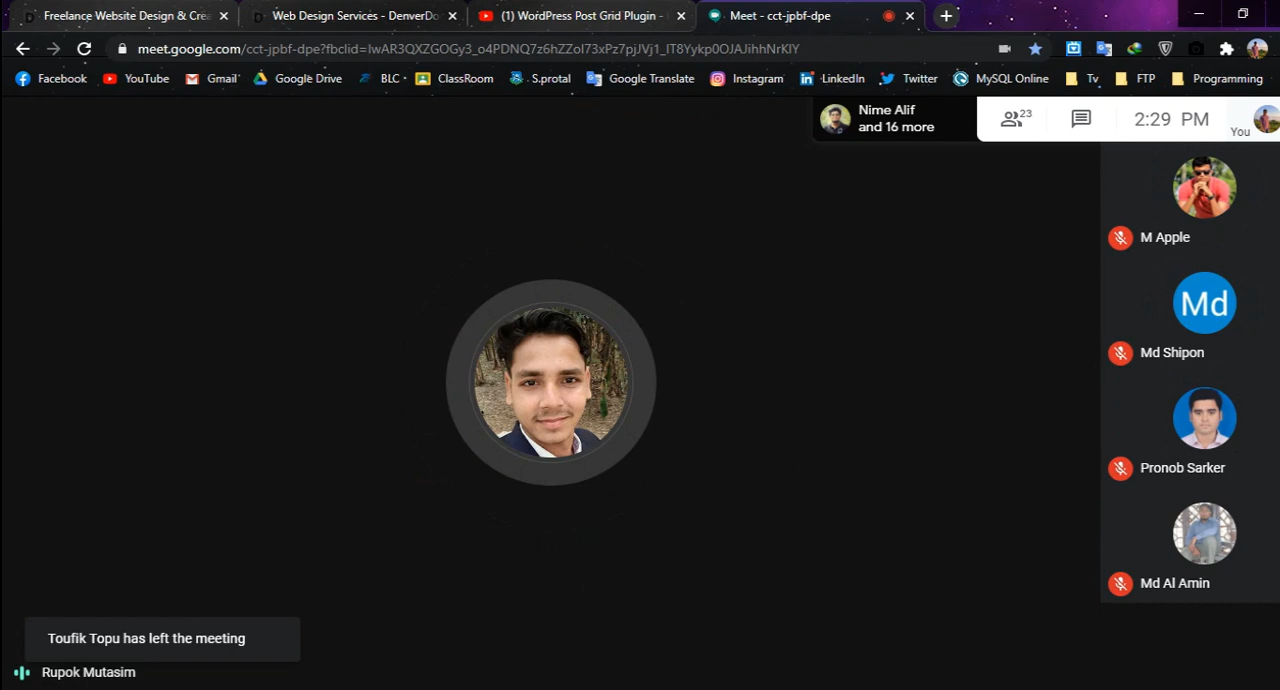 Freelance Website Design & Crea
Web Design Services - DenverDo
(1) WordPress Post Grid Plugin -
Meet - cct-jpbf-dpe
meet.google.com/cct-jpbf-dpe?fbclid=IwAR3QXZGOGy3_o4PDNQ7z6hZZoI73xPz7pjJVj1_IT8Yykp0OJAJihhNrKIY
Facebook
YouTube
Gmail
Google Drive
BLC
ClassRoom
S.protal
Google Translate
Instagram
LinkedIn
Twitter
MySQL Online
Tv
FTP
Programming
Nime Alif
and 16 more
23
2:29 PM
You
M Apple
Md
Md Shipon
Pronob Sarker
Md Al Amin
Toufik Topu has left the meeting
Rupok Mutasim